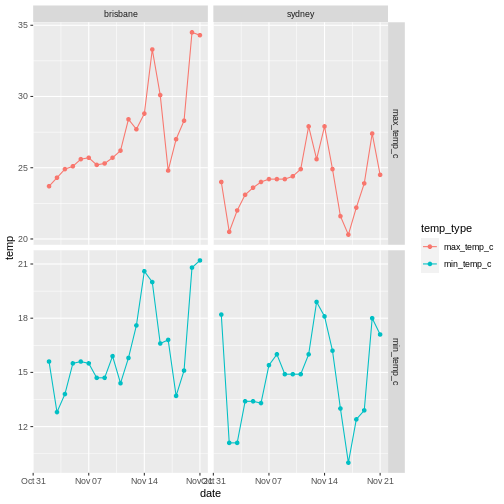 brisbane
sydney
35
30
25
20
max_temp_c
temp
21
18
15
12
min_temp_c
Oct 31
Nov 07
Nov 14
Nov 21
Oct 31
Nov 07
Nov 14
Nov 21
date
temp_type
max_temp_c
min_temp_c